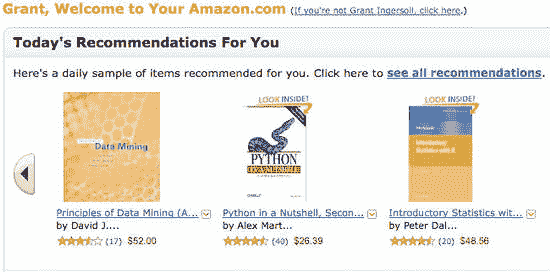 Grant, Welcome to Your Amazon.com (If you're not Grant Ingersoll, click here.)
Today's Recommendations For You
Here's a daily sample of items recommended for you. Click here to see all recommendations.
LOOK INSIDE! LOOK INSIDE!
Data Mining
PYTHON
IN A NUTSHELL
Introductory
Statistics with R
Principles of Data Mining (A... Python in a Nutshell, Secon... Introductory Statistics wit...
by David J.... by Alex Mart... by Peter Dal...
(17) $52.00 (40) $26.39 (20) $48.56